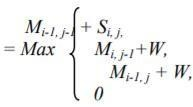 M_{i-1, j-1} + S_{i, j},
= Max M_{i, j-1} + W,
M_{i-1, j} + W,
0